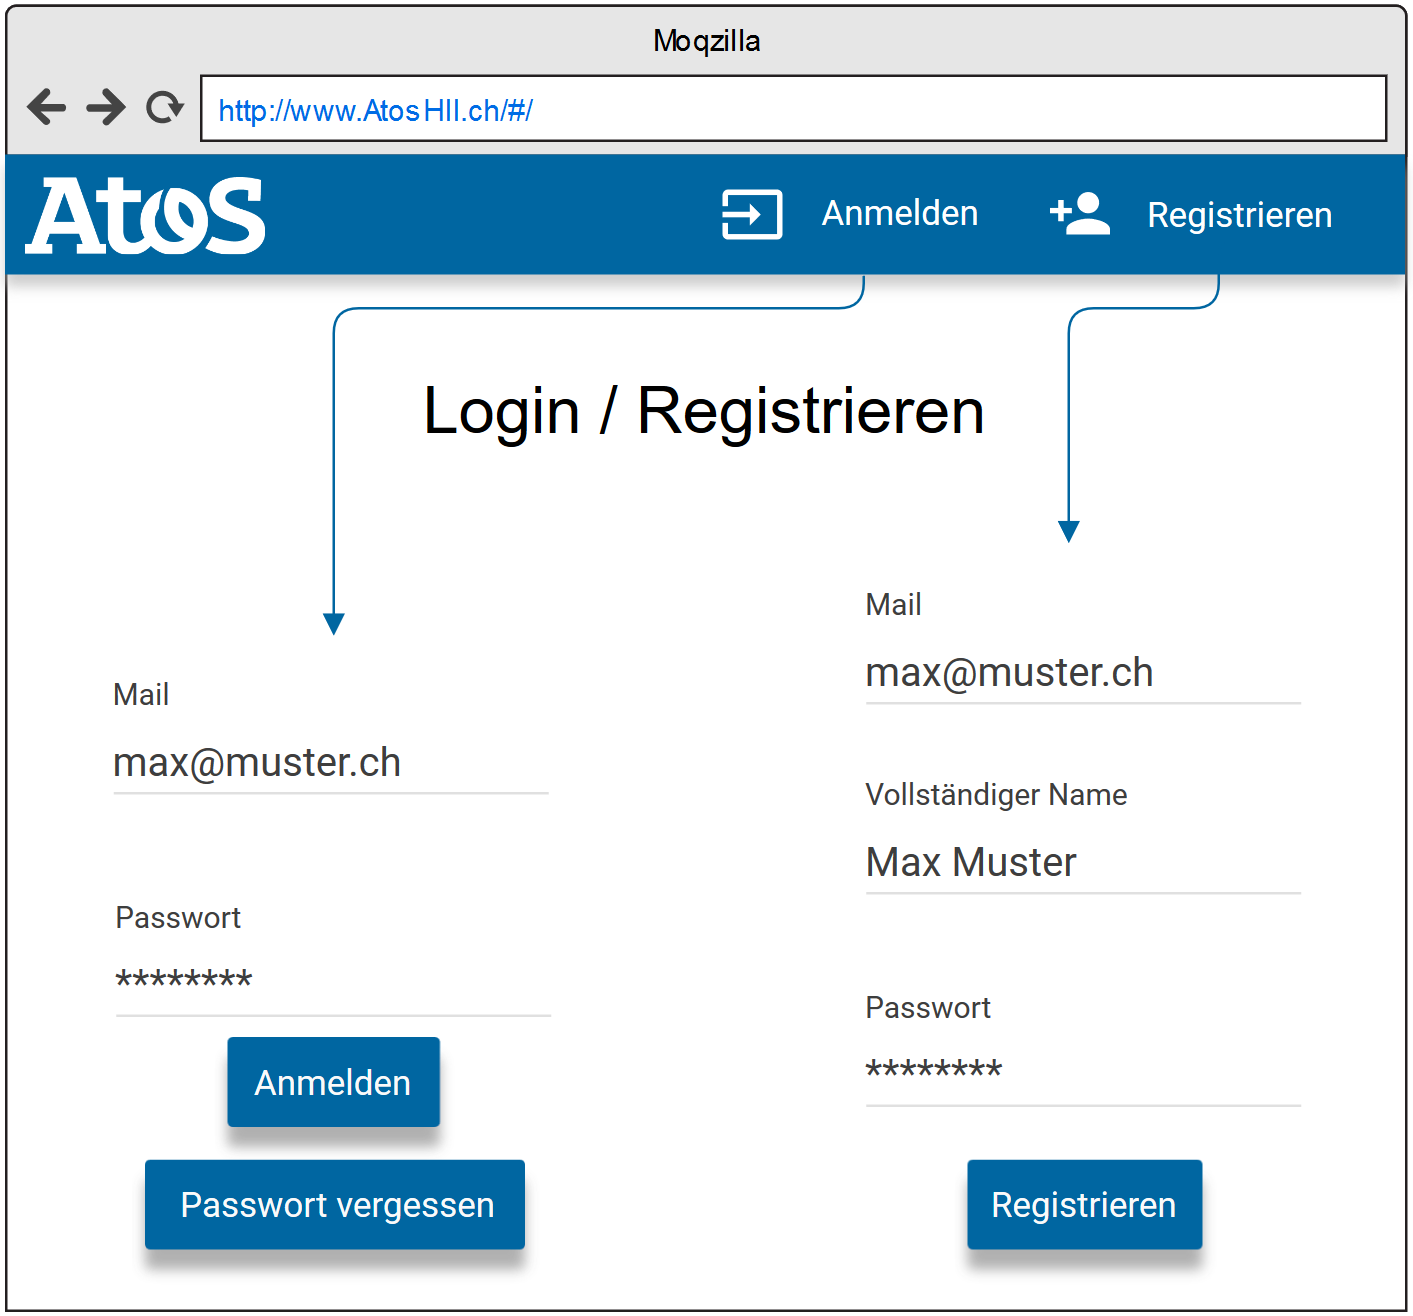 Moqzilla
http://www.AtosHII.ch/#/
Atos
Anmelden
Registrieren
Login / Registrieren
Mail
max@muster.ch
Passwort
********
Anmelden
Passwort vergessen
Mail
max@muster.ch
Vollständiger Name
Max Muster
Passwort
********
Registrieren